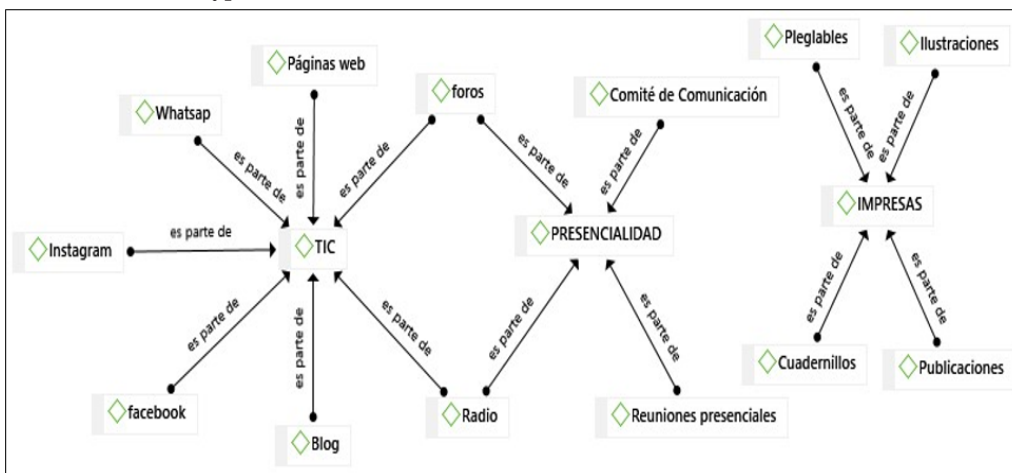 Pleglables
Ilustraciones
Páginas web
foros
Comité de Comunicación
Whatsap
es parte de
es parte de
es parte de
es parte de
es parte de
es parte de
es parte de
IMPRESAS
es parte de
Instagram
TIC
PRESENCIALIDAD
es parte de
es parte de
es parte de
es parte de
es parte de
es parte de
es parte de
Cuadernillos
Publicaciones
facebook
Blog
Radio
Reuniones presenciales